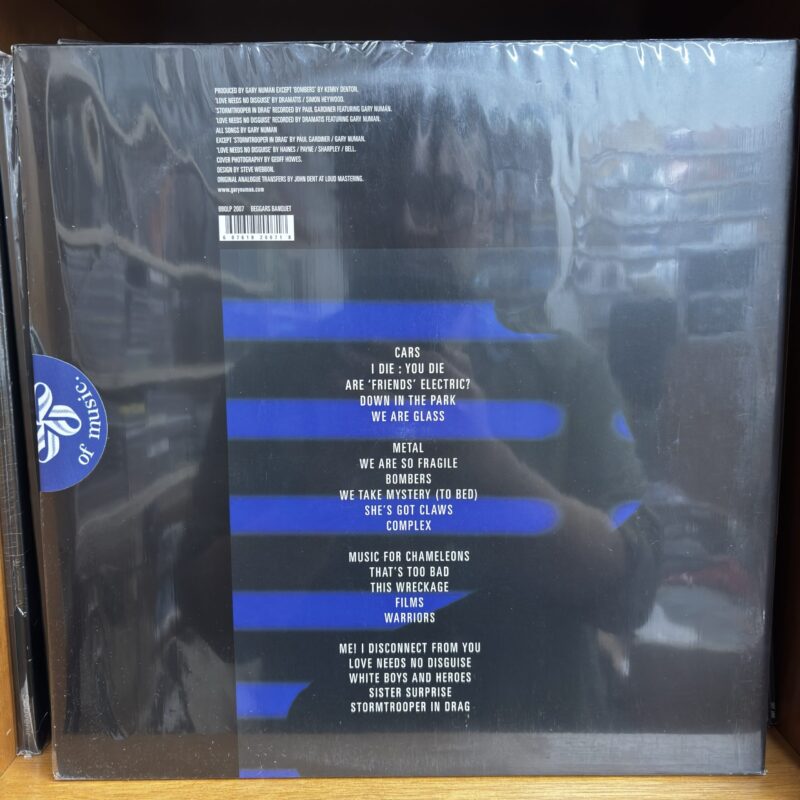 PRODUCED BY GARY NUMAN EXCEPT 'BOMBERS' BY KENNY DENTON,
'LOVE NEEDS NO DISGUISE' BY DRAMATIS / SIMON HEYWOOD.
'STORMTROOPER IN DRAG' RECORDED BY PAUL GARDINER FEATURING GARY NUMAN.
'LOVE NEEDS NO DISGUISE' RECORDED BY DRAMATIS FEATURING GARY NUMAN.
ALL SONGS BY GARY NUMAN
EXCEPT 'STORMTROOPER IN DRAG' BY PAUL GARDINER / GARY NUMAN.
'LOVE NEEDS NO DISGUISE' BY HAINES / PAYNE / SHARPLEY / BELL.
COVER PHOTOGRAPHY BY GEOFF HOWES.
DESIGN BY STEVE WEBBON.
ORIGINAL ANALOGUE TRANSFERS BY JOHN DENT AT LOUD MASTERING.
www.garynuman.com
BBQLP 2007 BEGGARS BANQUET
CARS
I DIE : YOU DIE
ARE 'FRIENDS' ELECTRIC?
DOWN IN THE PARK
WE ARE GLASS
METAL
WE ARE SO FRAGILE
BOMBERS
WE TAKE MYSTERY (TO BED)
SHE'S GOT CLAWS
COMPLEX
MUSIC FOR CHAMELEONS
THAT'S TOO BAD
THIS WRECKAGE
FILMS
WARRIORS
ME! I DISCONNECT FROM YOU
LOVE NEEDS NO DISGUISE
WHITE BOYS AND HEROES
SISTER SURPRISE
STORMTROOPER IN DRAG
of music.